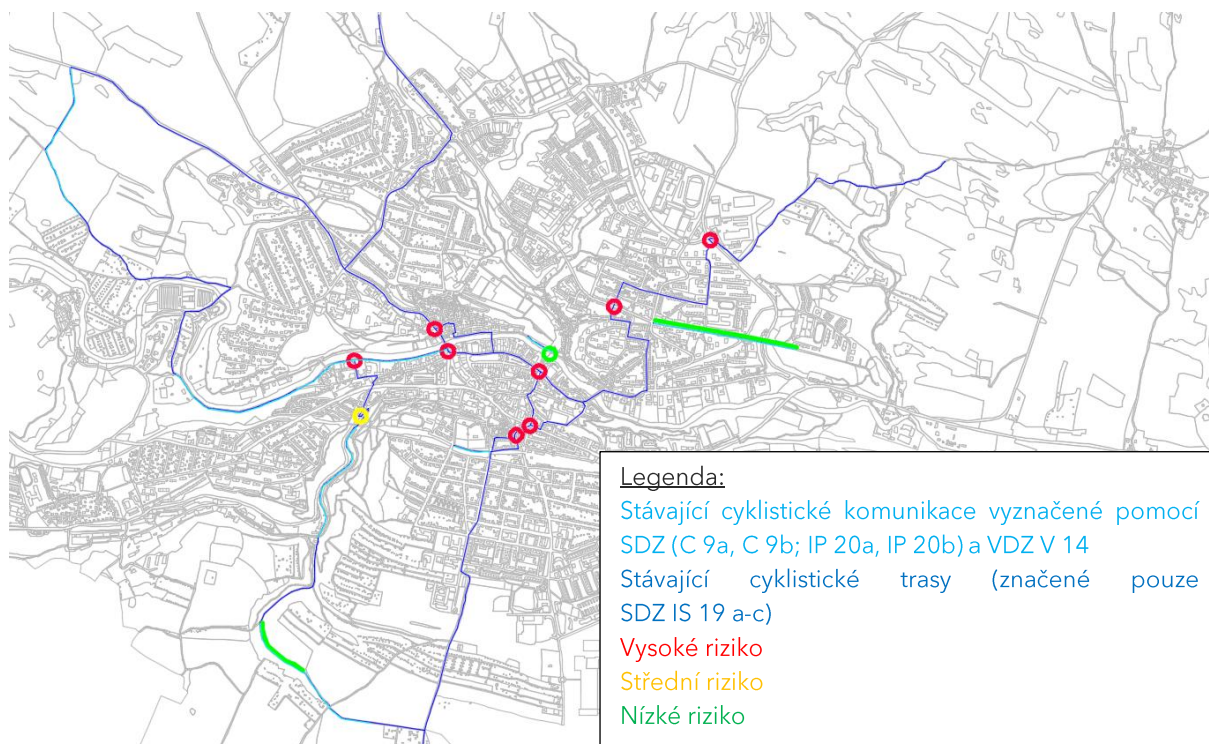 Legenda:
Stávající cyklistické komunikace vyznačené pomocí
SDZ (C 9a, C 9b; IP 20a, IP 20b) a VDZ V 14
Stávající cyklistické trasy (značené pouze
SDZ IS 19 a-c)
Vysoké riziko
Střední riziko
Nízké riziko